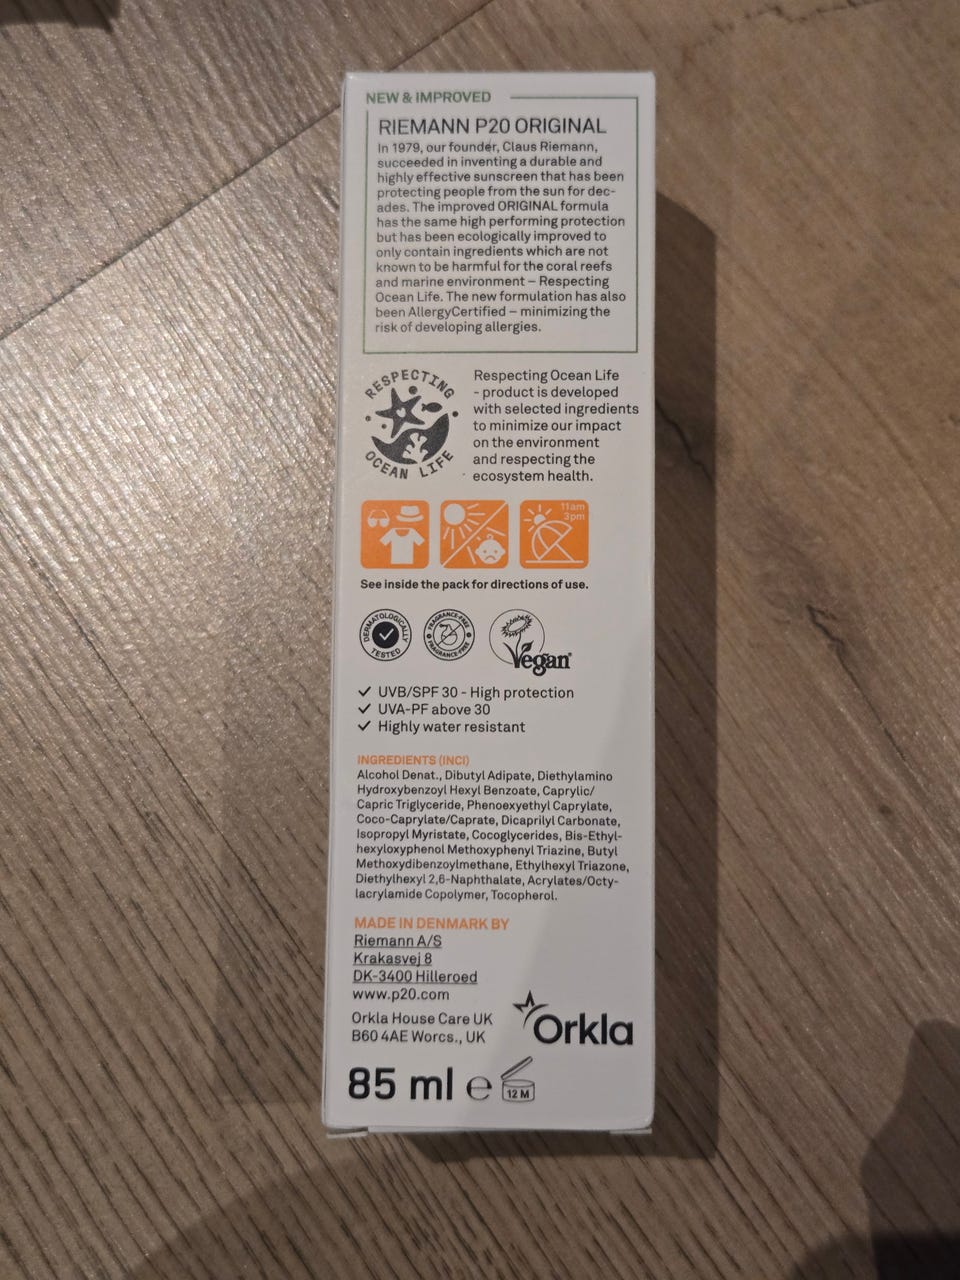 NEW & IMPROVED
RIEMANN P20 ORIGINAL
In 1979, our founder, Claus Riemann,
succeeded in inventing a durable and
highly effective sunscreen that has been
protecting people from the sun for dec-
ades. The improved ORIGINAL formula
has the same high performing protection
but has been ecologically improved to
only contain ingredients which are not
known to be harmful for the coral reefs
and marine environment – Respecting
Ocean Life. The new formulation has also
been AllergyCertified – minimizing the
risk of developing allergies.
RESPECTING
OCEAN LIFE
Respecting Ocean Life
- product is developed
with selected ingredients
to minimize our impact
on the environment
and respecting the
ecosystem health.
11am
3pm
See inside the pack for directions of use.
DERMATOLOGICALLY
TESTED
FRAGRANCE-FREE
FRAGRANCE-FREE
Vegan
✓ UVB/SPF 30 - High protection
✓ UVA-PF above 30
✓ Highly water resistant
INGREDIENTS (INCI)
Alcohol Denat., Dibutyl Adipate, Diethylamino
Hydroxybenzoyl Hexyl Benzoate, Caprylic/
Capric Triglyceride, Phenoexyethyl Caprylate,
Coco-Caprylate/Caprate, Dicaprilyl Carbonate,
Isopropyl Myristate, Cocoglycerides, Bis-Ethyl-
hexyloxyphenol Methoxyphenyl Triazine, Butyl
Methoxydibenzoylmethane, Ethylhexyl Triazone,
Diethylhexyl 2,6-Naphthalate, Acrylates/Octy-
lacrylamide Copolymer, Tocopherol.
MADE IN DENMARK BY
Riemann A/S
Krakasvej 8
DK-3400 Hilleroed
www.p20.com
Orkla House Care UK
B60 4AE Worcs., UK
Orkla
85 ml ℮
12 M